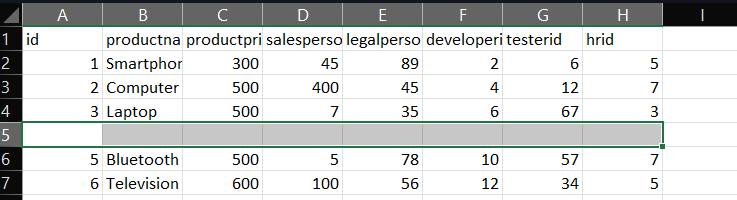 A B C D E F G H I
1 id productna productpri salesperso legalperso developeri testerid hrid
2 1 Smartphor 300 45 89 2 6 5
3 2 Computer 500 400 45 4 12 7
4 3 Laptop 500 7 35 6 67 3
5
6 5 Bluetooth 500 5 78 10 57 7
7 6 Television 600 100 56 12 34 5